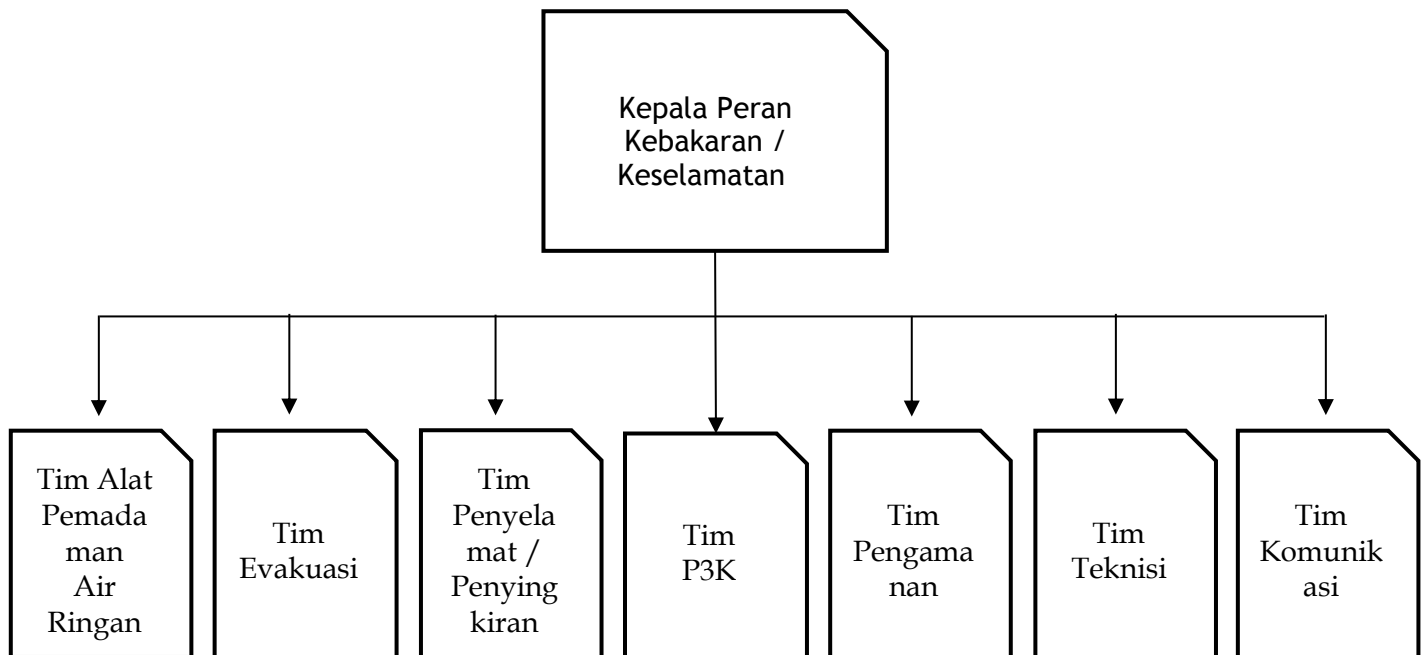 Kepala Peran
Kebakaran /
Keselamatan
Tim Alat
Pemada
man
Air
Ringan
Tim
Evakuasi
Tim
Penyela
mat /
Penying
kiran
Tim
P3K
Tim
Pengama
nan
Tim
Teknisi
Tim
Komunik
asi